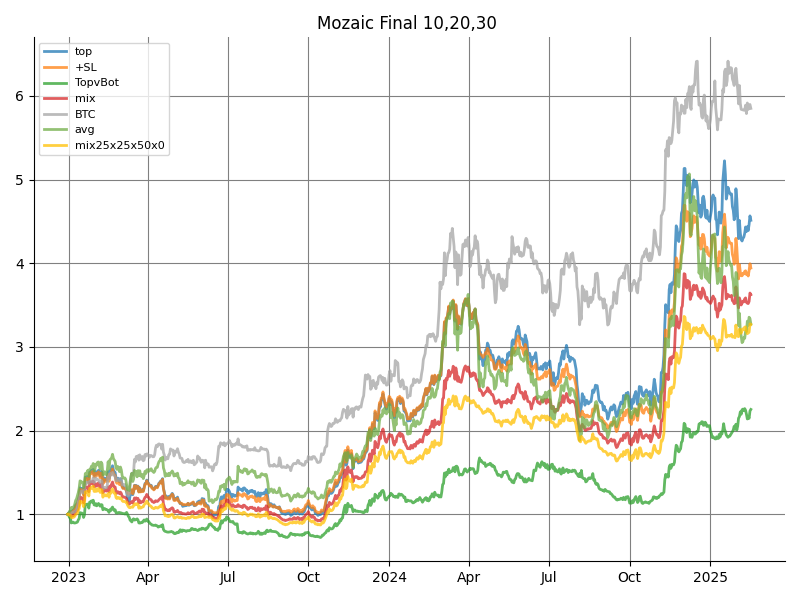 Mozaic Final 10,20,30
top
+SL
TopvBot
mix
BTC
avg
mix25x25x50x0
6
5
4
3
2
1
2023 Apr Jul Oct 2024 Apr Jul Oct 2025